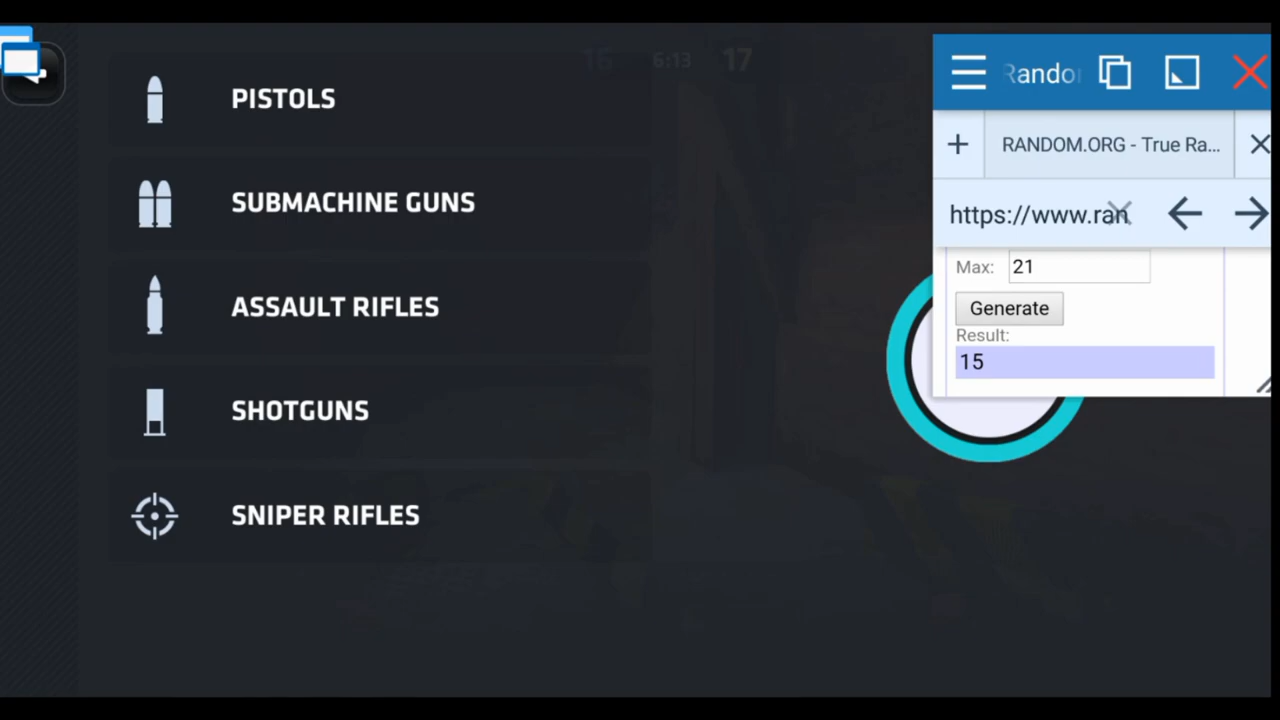 16 6:13 17
PISTOLS
SUBMACHINE GUNS
ASSAULT RIFLES
SHOTGUNS
SNIPER RIFLES
Rando
RANDOM.ORG - True Ra...
https://www.ran
Max: 21
Generate
Result:
15